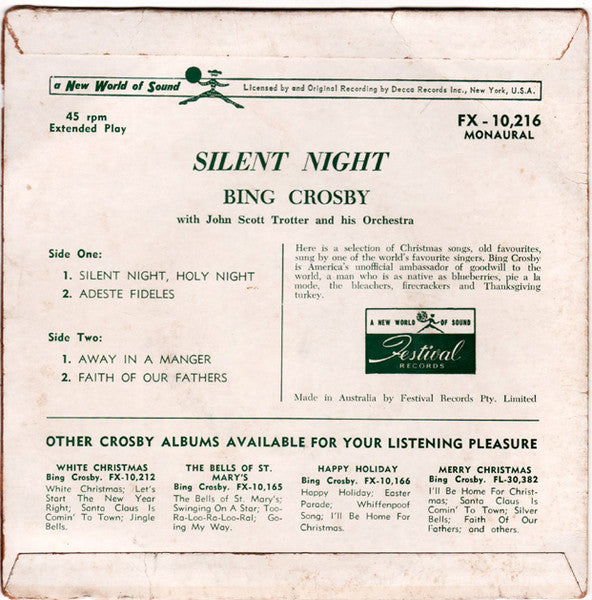 a New World of Sound
Licensed by and Original Recording by Decca Records Inc., New York, U.S.A.
45 rpm
Extended Play
FX - 10,216
MONAURAL
SILENT NIGHT
BING CROSBY
with John Scott Trotter and his Orchestra
Side One:
1. SILENT NIGHT, HOLY NIGHT
2. ADESTE FIDELES
Side Two:
1. AWAY IN A MANGER
2. FAITH OF OUR FATHERS
Here is a selection of Christmas songs, old favourites,
sung by one of the world's favourite singers. Bing Crosby
is America's unofficial ambassador of goodwill to the
world, a man who is as native as blueberries, pie a la
mode, the bleachers, firecrackers and Thanksgiving
turkey.
A NEW WORLD OF SOUND
Festival
RECORDS
Made in Australia by Festival Records Pty. Limited
OTHER CROSBY ALBUMS AVAILABLE FOR YOUR LISTENING PLEASURE
WHITE CHRISTMAS
Bing Crosby. FX-10,212
White Christmas; Let's
Start The New Year
Right; Santa Claus Is
Comin' To Town; Jingle
Bells.
THE BELLS OF ST.
MARY'S
Bing Crosby. FX-10,165
The Bells of St. Mary's;
Swinging On A Star; Too-
Ra-Loo-Ra-Loo-Ral; Go-
ing My Way.
HAPPY HOLIDAY
Bing Crosby. FX-10,166
Happy Holiday; Easter
Parade; Whiffenpoof
Song; I'll Be Home For
Christmas.
MERRY CHRISTMAS
Bing Crosby. FL-30,382
I'll Be Home For Christ-
mas; Santa Claus Is
Comin' To Town; Silver
Bells; Faith Of Our
Fathers; and others.